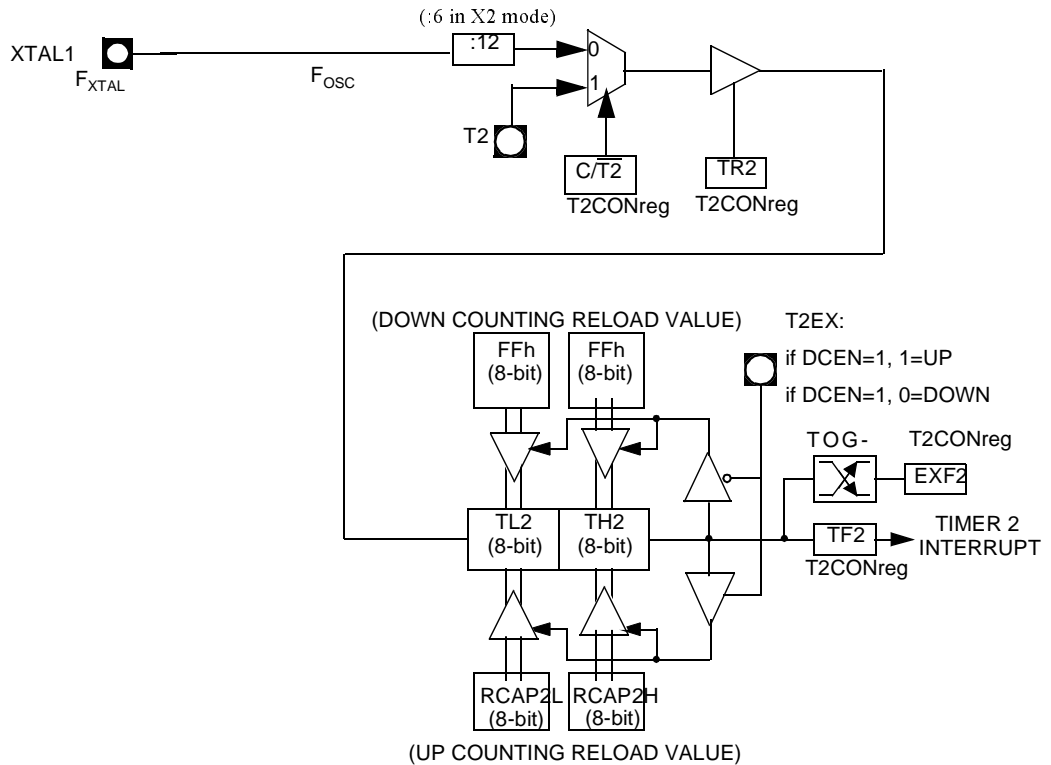 (:6 in X2 mode)
XTAL1
:12
0
FXTAL
FOSC
1
T2
C/T2
TR2
T2CONreg
T2CONreg
(DOWN COUNTING RELOAD VALUE)
T2EX:
FFh
(8-bit)
FFh
(8-bit)
if DCEN=1, 1=UP
if DCEN=1, 0=DOWN
TOG-
T2CONreg
EXF2
TL2
(8-bit)
TH2
(8-bit)
TF2
TIMER 2
INTERRUPT
T2CONreg
RCAP2L
(8-bit)
RCAP2H
(8-bit)
(UP COUNTING RELOAD VALUE)